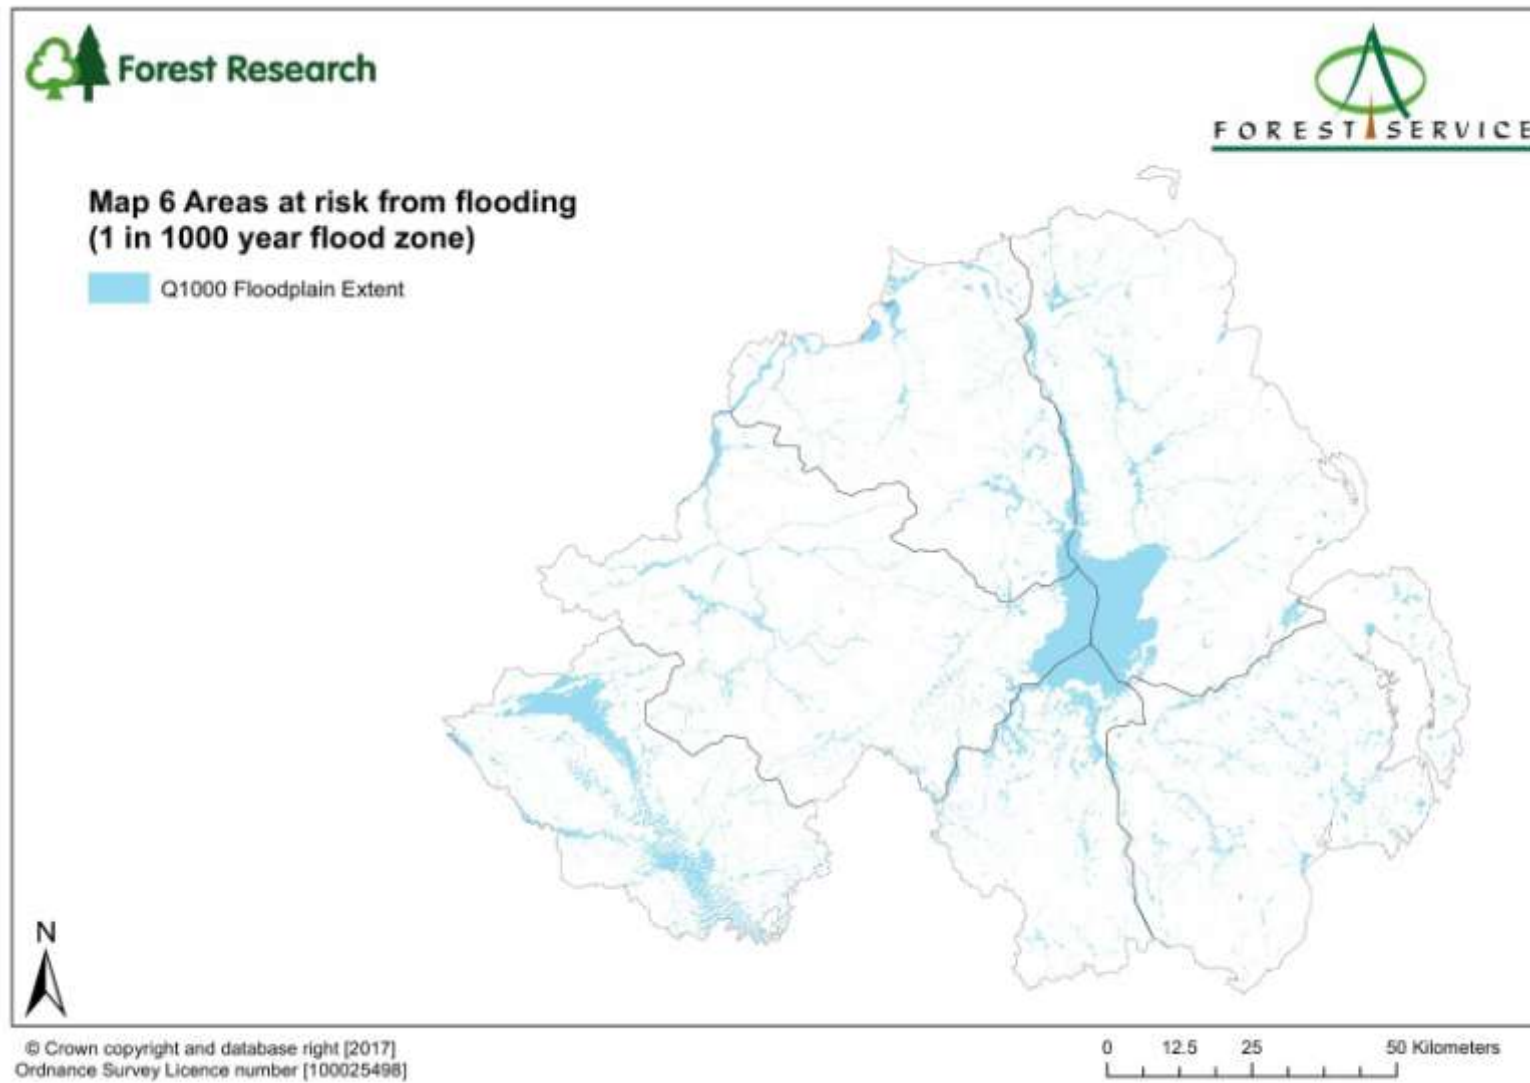 Forest Research
FOREST SERVICE
Map 6 Areas at risk from flooding
(1 in 1000 year flood zone)
Q1000 Floodplain Extent
N
© Crown copyright and database right [2017]
Ordnance Survey Licence number [100025498]
0 12.5 25 50 Kilometers